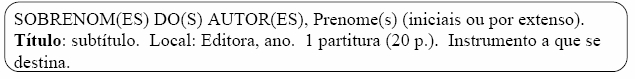 SOBRENOM(ES) DO(S) AUTOR(ES), Prenome(s) (iniciais ou por extenso).
Título: subtítulo. Local: Editora, ano. 1 partitura (20 p.). Instrumento a que se
destina.